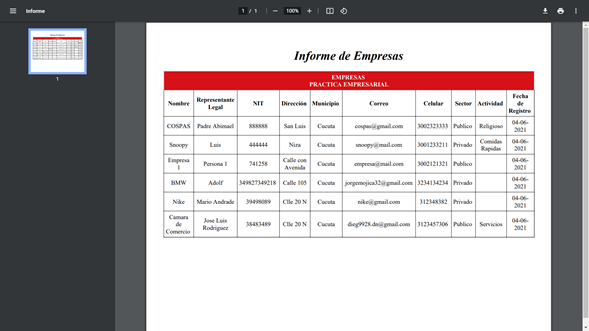 Informe
1 / 1
100%
1
Informe de Empresas
EMPRESAS
PRACTICA EMPRESARIAL
Nombre Representante Legal NIT Dirección Municipio Correo Celular Sector Actividad Fecha de Registro
COSPAS Padre Abimael 888888 San Luis Cucuta cospas@gmail.com 3002323333 Publico Religioso 04-06-2021
Snoopy Luis 444444 Niza Cucuta snoopy@mail.com 3001233211 Privado Comidas Rapidas 04-06-2021
Empresa 1 Persona 1 741258 Calle con Avenida Cucuta empresa@mail.com 3002121321 Publico 04-06-2021
BMW Adolf 349827349218 Calle 105 Cucuta jorgemojica32@gmail.com 3234134234 Privado 04-06-2021
Nike Mario Andrade 39498089 Clle 20 N Cucuta nike@gmail.com 312348382 Privado 04-06-2021
Camara de Comercio Jose Luis Rodriguez 38483489 Clle 20 N Cucuta dieg9928.dn@gmail.com 3123457306 Publico Servicios 04-06-2021